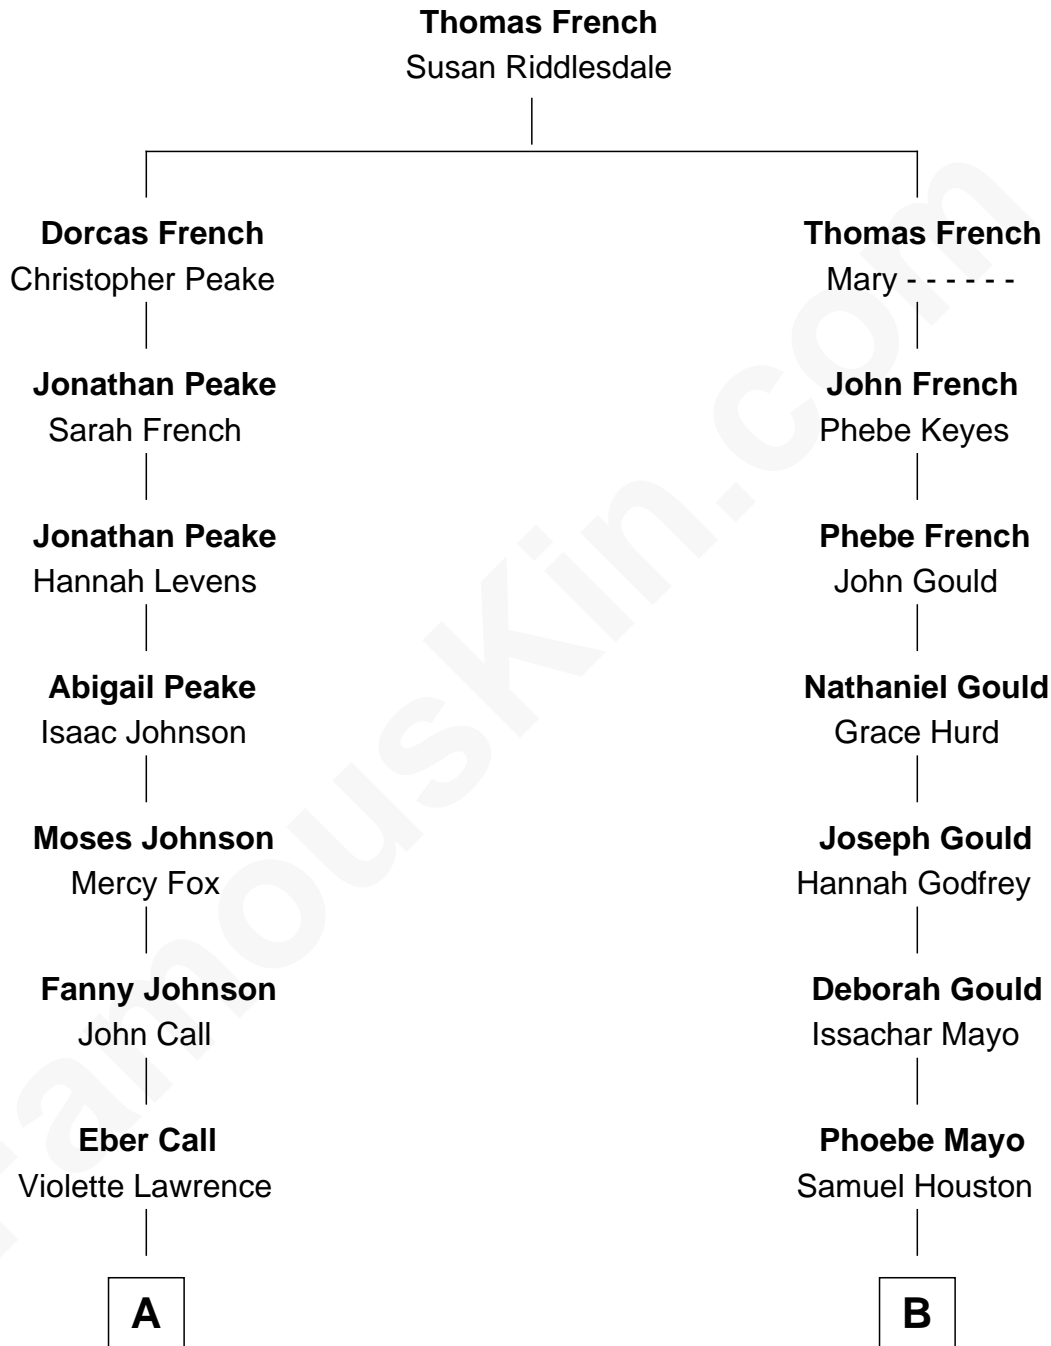 Thomas French
Susan Riddlesdale
Dorcas French
Christopher Peake
Jonathan Peake
Sarah French
Jonathan Peake
Hannah Levens
Abigail Peake
Isaac Johnson
Moses Johnson
Mercy Fox
Fanny Johnson
John Call
Eber Call
Violette Lawrence
A
Thomas French
Mary - - - - - -
John French
Phebe Keyes
Phebe French
John Gould
Nathaniel Gould
Grace Hurd
Joseph Gould
Hannah Godfrey
Deborah Gould
Issachar Mayo
Phoebe Mayo
Samuel Houston
B
FamousKin.com